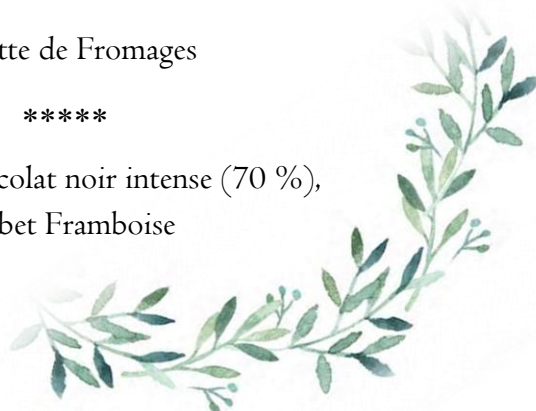 tte de Fromages
*****
colat noir intense (70 %),
bet Framboise